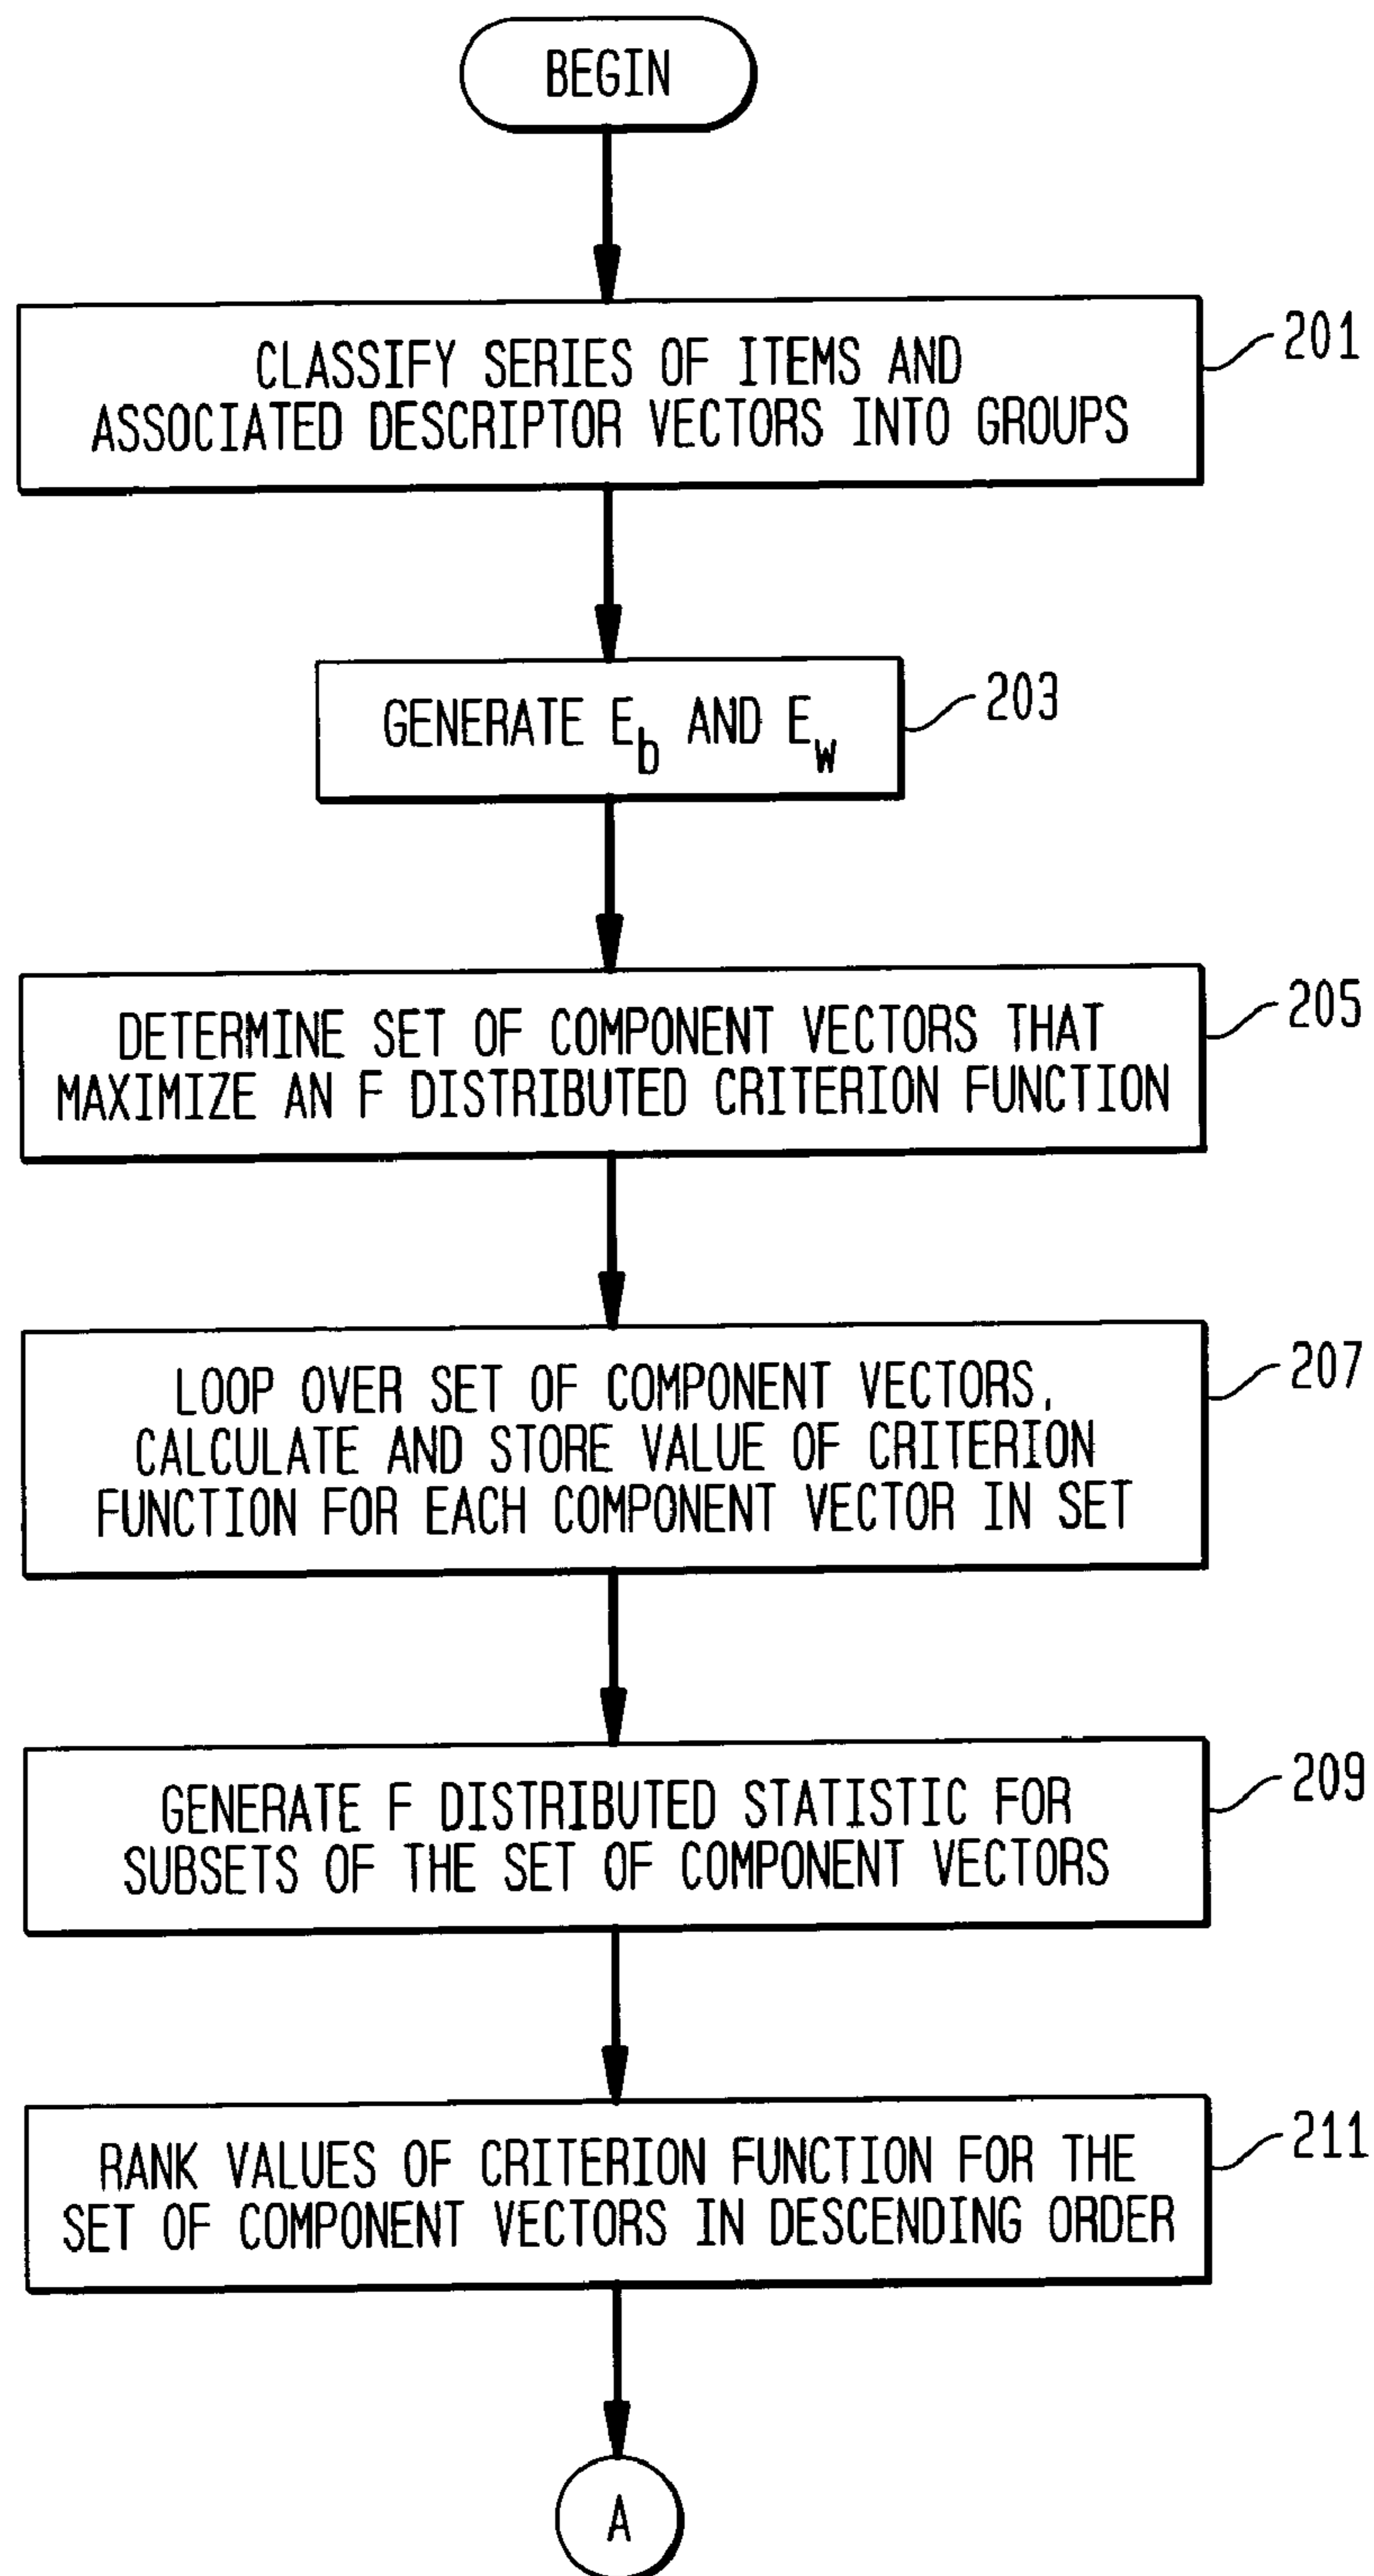 BEGIN
CLASSIFY SERIES OF ITEMS AND
ASSOCIATED DESCRIPTOR VECTORS INTO GROUPS
201
GENERATE E_b AND E_w
203
DETERMINE SET OF COMPONENT VECTORS THAT
MAXIMIZE AN F DISTRIBUTED CRITERION FUNCTION
205
LOOP OVER SET OF COMPONENT VECTORS,
CALCULATE AND STORE VALUE OF CRITERION
FUNCTION FOR EACH COMPONENT VECTOR IN SET
207
GENERATE F DISTRIBUTED STATISTIC FOR
SUBSETS OF THE SET OF COMPONENT VECTORS
209
RANK VALUES OF CRITERION FUNCTION FOR THE
SET OF COMPONENT VECTORS IN DESCENDING ORDER
211
A